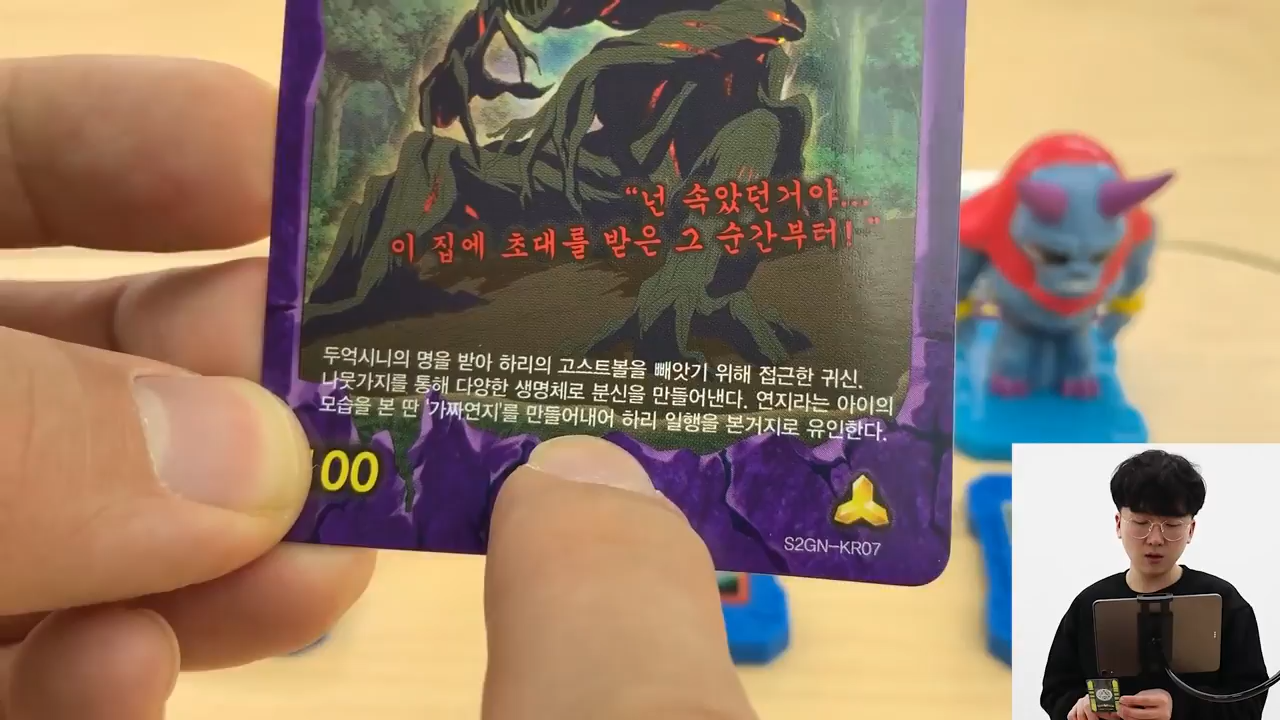 “넌 속았던거야...
이 집에 초대를 받은 그 순간부터!”
두억시니의 명을 받아 하리의 고스트볼을 빼앗기 위해 접근한 귀신.
나뭇가지를 통해 다양한 생명체로 분신을 만들어낸다. 연지라는 아이의
모습을 본 딴 '가짜연지'를 만들어내어 하리 일행을 본거지로 유인한다.
00
S2GN-KR07